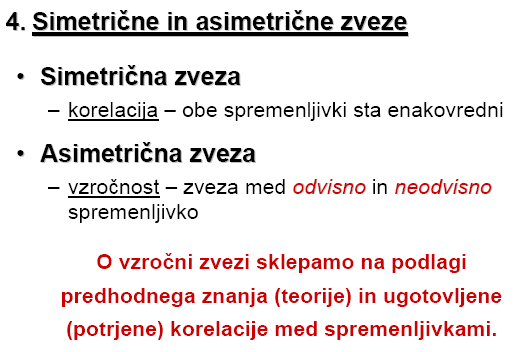 4. Simetrične in asimetrične zveze
• Simetrična zveza
– korelacija – obe spremenljivki sta enakovredni
• Asimetrična zveza
– vzročnost – zveza med odvisno in neodvisno
spremenljivko
O vzročni zvezi sklepamo na podlagi
predhodnega znanja (teorije) in ugotovljene
(potrjene) korelacije med spremenljivkami.